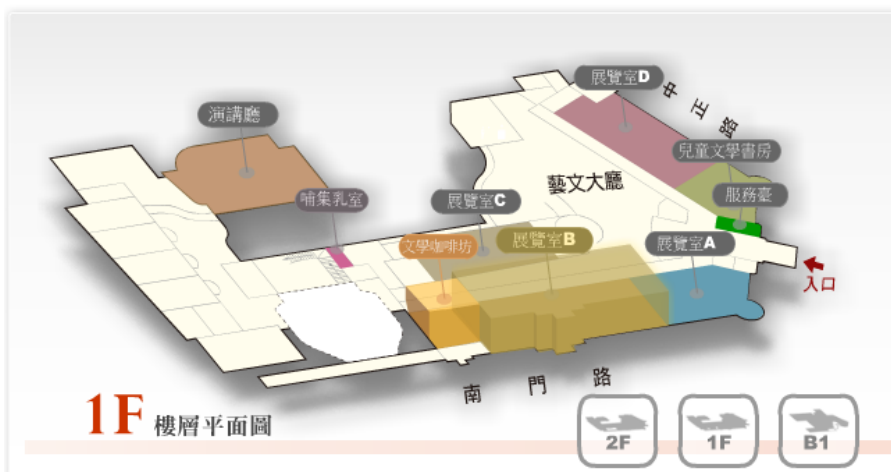 展覽室D
中正路
演講廳
兒童文學書房
藝文大廳
服務臺
哺集乳室
展覽室C
文學咖啡坊
展覽室B
展覽室A
入口
南門路
1F 樓層平面圖
2F
1F
B1